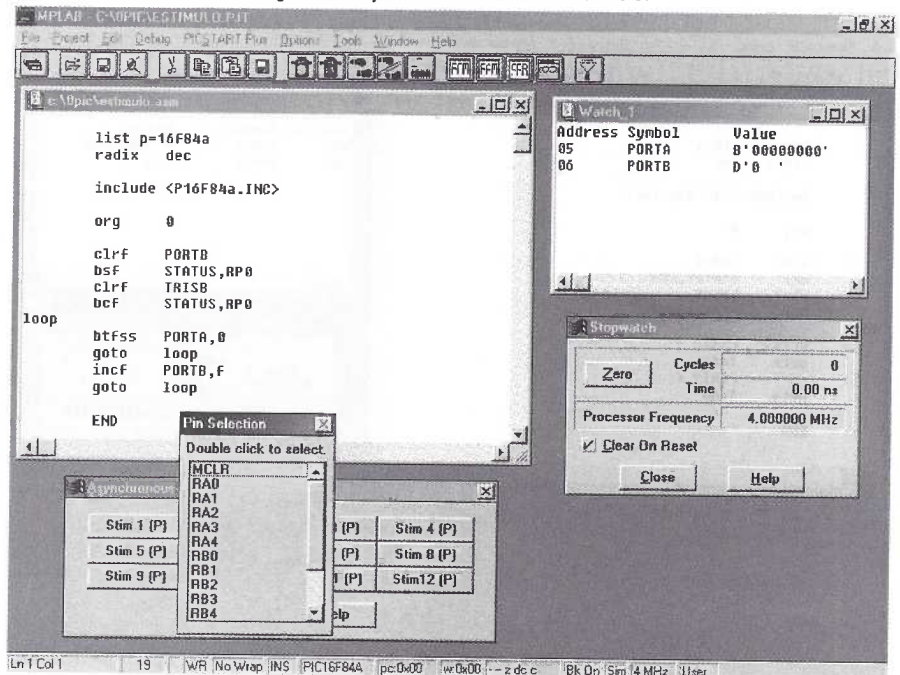 MPLAB - C:\0PIC\ESTIMULO.PJT
File Project Edit Debug PICSTART Plus Options Tools Window Help
c:\0pic\estimulo.asm
list p=16F84a
radix dec
include <P16F84a.INC>
org 0
clrf PORTB
bsf STATUS,RP0
clrf TRISB
bcf STATUS,RP0
loop
btfss PORTA,0
goto loop
incf PORTB,f
goto loop
END
Watch_1
Address Symbol Value
05 PORTA B'00000000'
06 PORTB D'0 '
Stopwatch
Zero
Cycles 0
Time 0.00 ns
Processor Frequency 4.000000 MHz
Clear On Reset
Close Help
Pin Selection
Double click to select.
MCLR
RA0
RA1
RA2
RA3
RA4
RB0
RB1
RB2
RB3
RB4
Asynchronous
Stim 1 (P) (P) Stim 4 (P)
Stim 5 (P) (P) Stim 8 (P)
Stim 9 (P) (P) Stim12 (P)
elp
Ln 1 Col 1 19 WR No Wrap INS PIC16F84A pc:0x00 w:0x00 -- z dc c Bk On Sim 4 MHz User